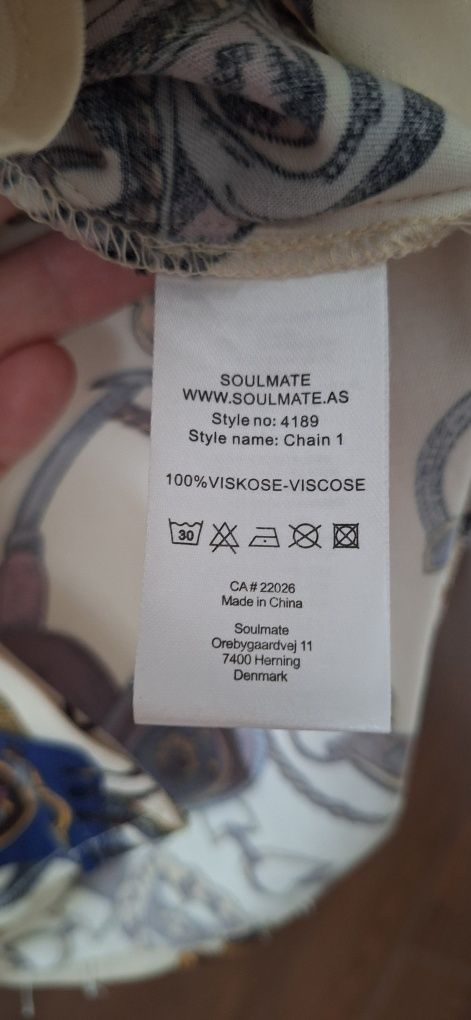 SOULMATE
WWW.SOULMATE.AS
Style no: 4189
Style name: Chain 1
100%VISKOSE-VISCOSE
30
CA # 22026
Made in China
Soulmate
Orebygaardvej 11
7400 Herning
Denmark